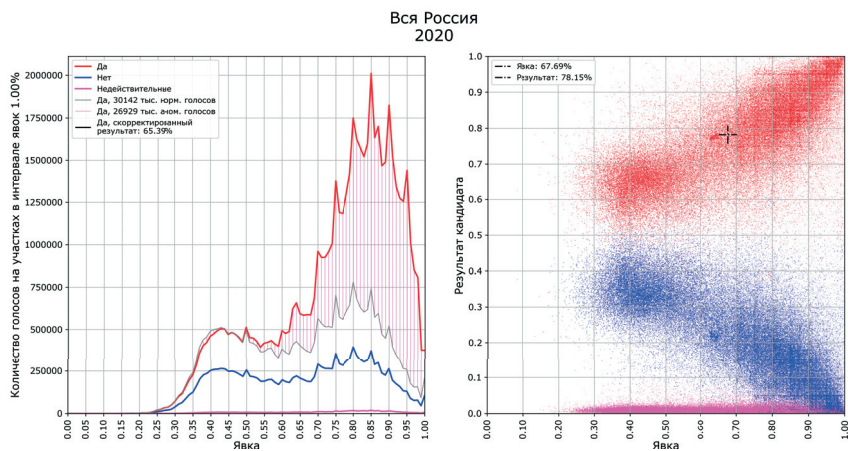 Вся Россия
2020
Да
Нет
Недействительные
Да, 30142 тыс. норм. голосов
Да, 26929 тыс. аном. голосов
Да, скорректированный
результат: 65.39%
Количество голосов на участках в интервале явок 1.00%
2000000
1750000
1500000
1250000
1000000
750000
500000
250000
0
0.00 0.05 0.10 0.15 0.20 0.25 0.30 0.35 0.40 0.45 0.50 0.55 0.60 0.65 0.70 0.75 0.80 0.85 0.90 0.95 1.00
Явка
Явка: 67.69%
Результат: 78.15%
Результат кандидата
1.0
0.9
0.8
0.7
0.6
0.5
0.4
0.3
0.2
0.1
0.0
0.00 0.10 0.20 0.30 0.40 0.50 0.60 0.70 0.80 0.90 1.00
Явка